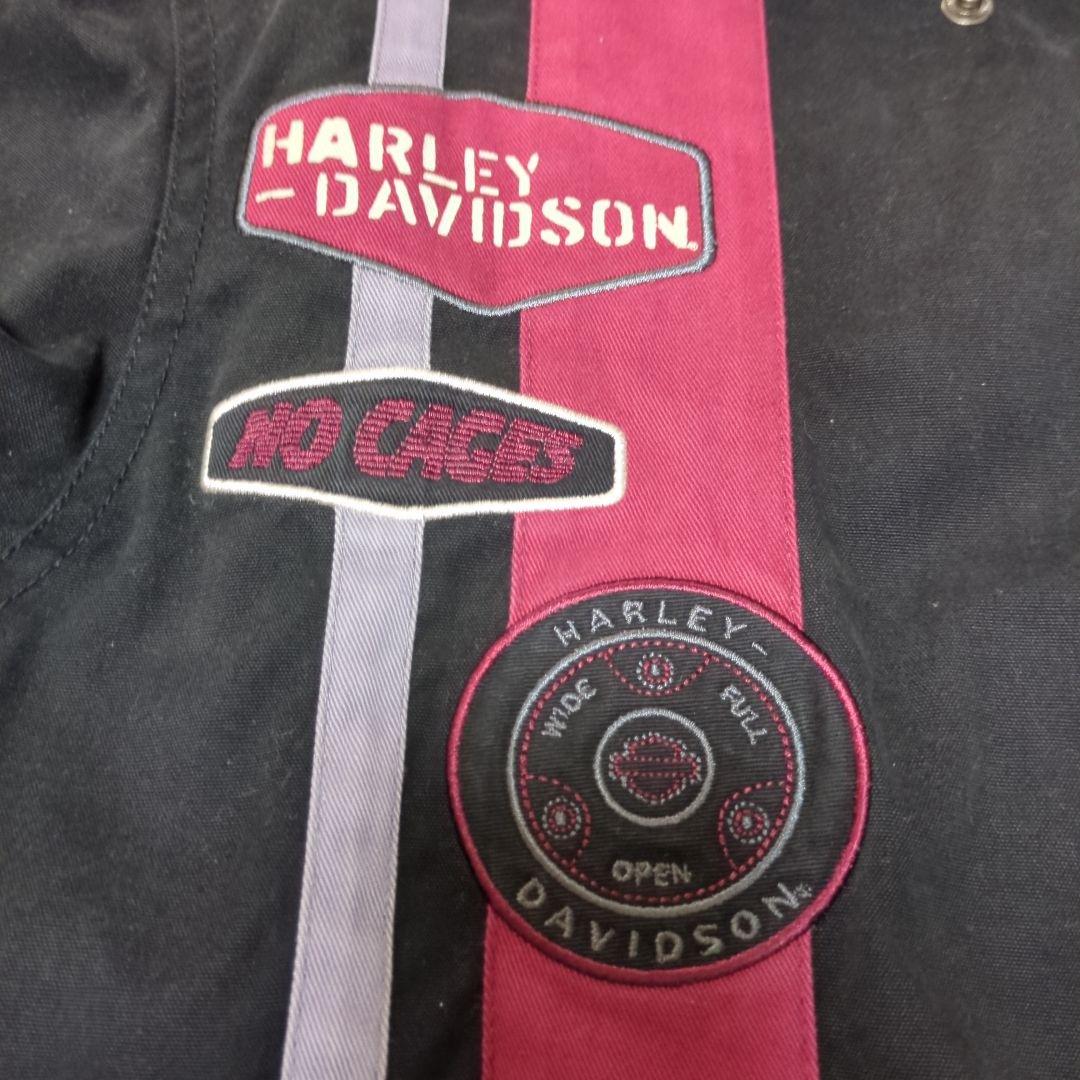 HARLEY
- DAVIDSON
NO CAGES
HARLEY-
WIDE
FULL
OPEN
DAVIDSON®